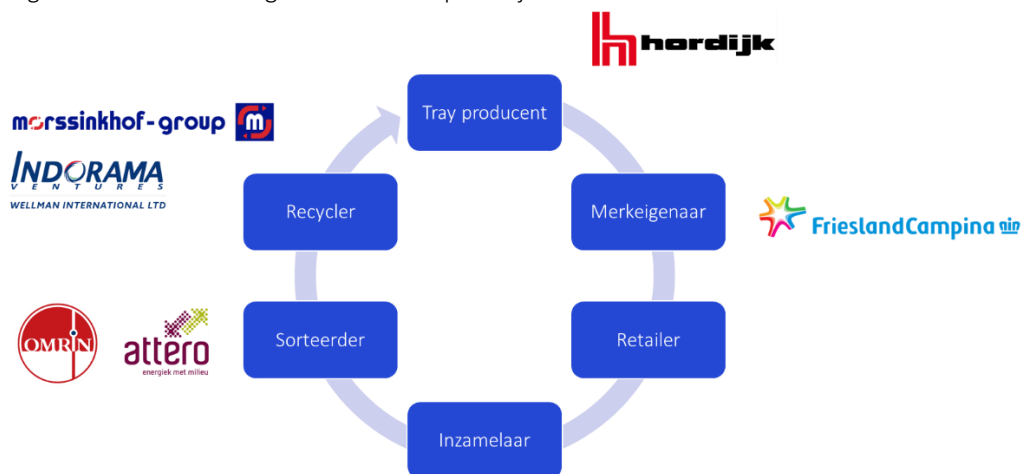 hordijk
Tray producent
morssinkhof-group
m
INDORAMA
VENTURES
WELLMAN INTERNATIONAL LTD
Recycler
Merkeigenaar
FrieslandCampina
OMRIN
attero
energiek met milieu
Sorteerder
Retailer
Inzamelaar